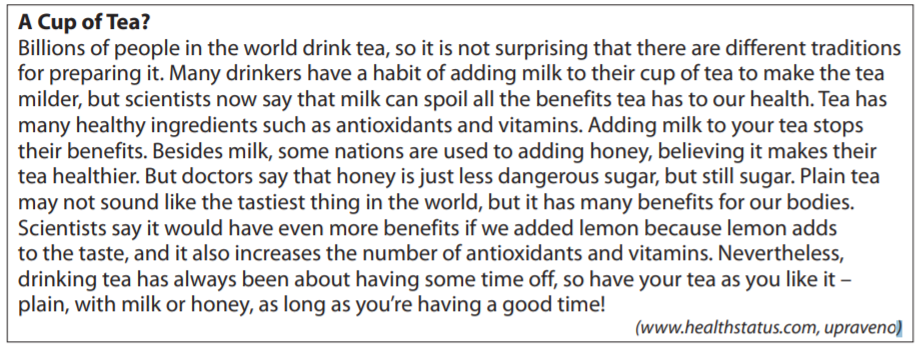 A Cup of Tea?
Billions of people in the world drink tea, so it is not surprising that there are different traditions
for preparing it. Many drinkers have a habit of adding milk to their cup of tea to make the tea
milder, but scientists now say that milk can spoil all the benefits tea has to our health. Tea has
many healthy ingredients such as antioxidants and vitamins. Adding milk to your tea stops
their benefits. Besides milk, some nations are used to adding honey, believing it makes their
tea healthier. But doctors say that honey is just less dangerous sugar, but still sugar. Plain tea
may not sound like the tastiest thing in the world, but it has many benefits for our bodies.
Scientists say it would have even more benefits if we added lemon because lemon adds
to the taste, and it also increases the number of antioxidants and vitamins. Nevertheless,
drinking tea has always been about having some time off, so have your tea as you like it –
plain, with milk or honey, as long as you’re having a good time!
(www.healthstatus.com, upraveno)